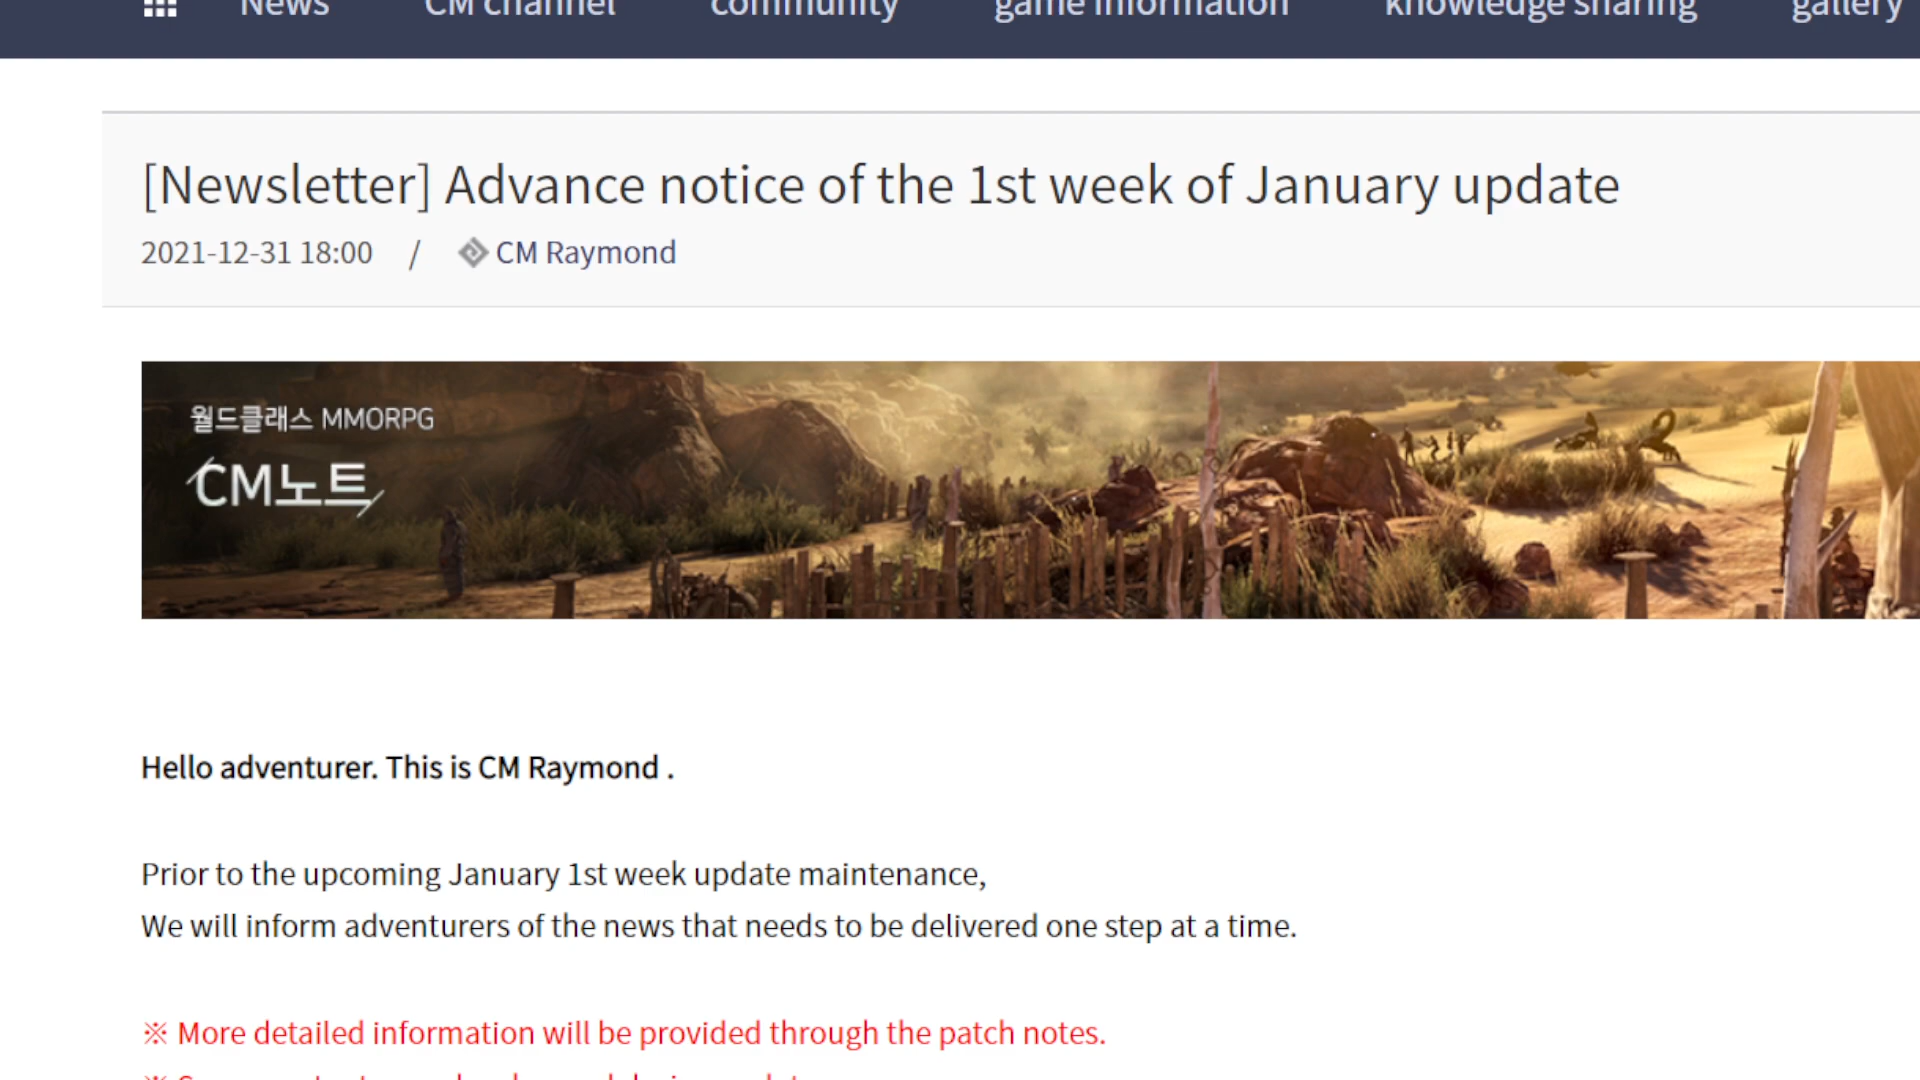 News CM channel community game information knowledge sharing gallery
[Newsletter] Advance notice of the 1st week of January update
2021-12-31 18:00 / CM Raymond
월드클래스 MMORPG
CM노트
Hello adventurer. This is CM Raymond .
Prior to the upcoming January 1st week update maintenance,
We will inform adventurers of the news that needs to be delivered one step at a time.
※ More detailed information will be provided through the patch notes.